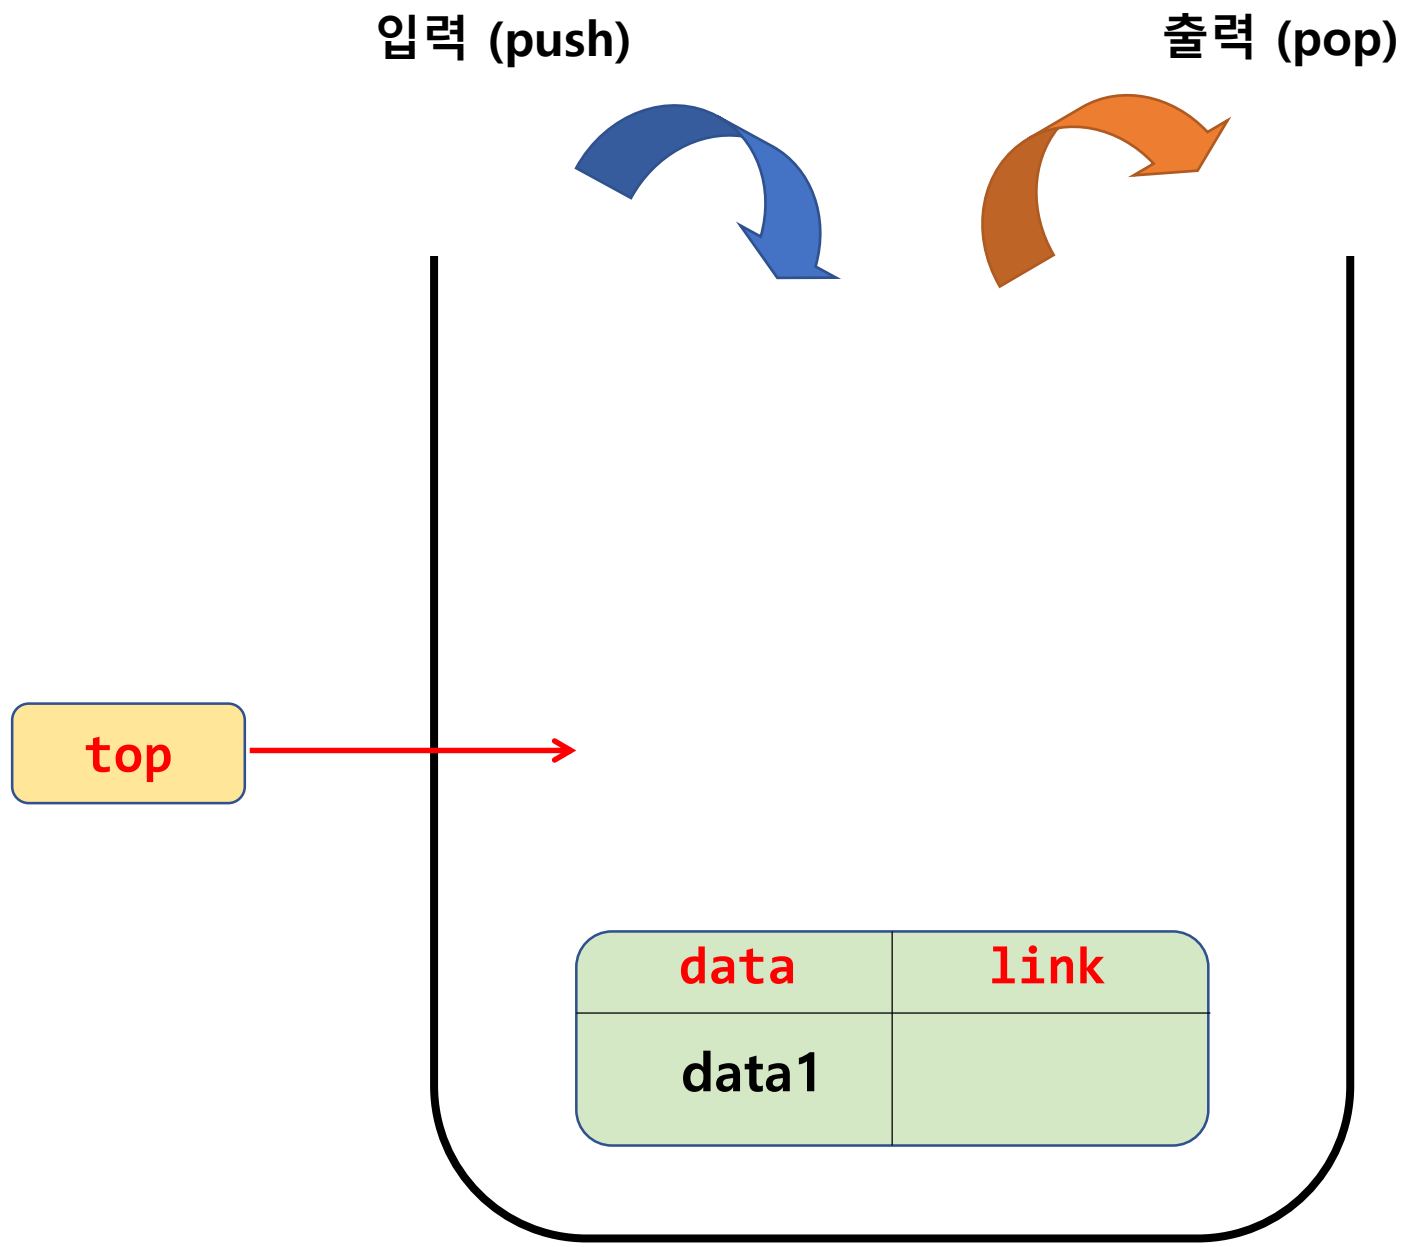 입력 (push)
출력 (pop)
top
data
link
data1